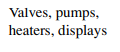 Valves, pumps,
heaters, displays